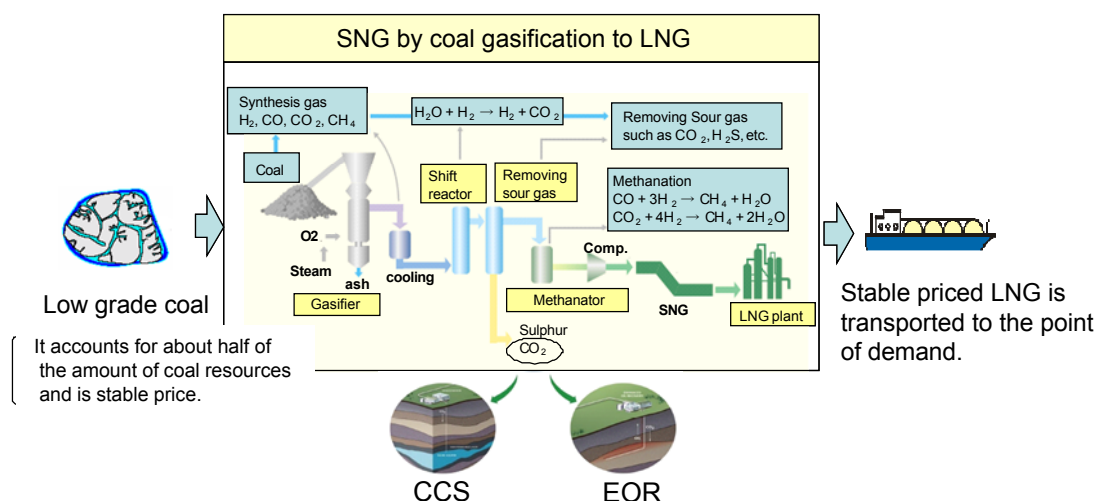 SNG by coal gasification to LNG
Synthesis gas
H2, CO, CO2, CH4
H2O + H2 → H2 + CO2
Removing Sour gas
such as CO2, H2S, etc.
Coal
Shift
reactor
Removing
sour gas
Methanation
CO + 3H2 → CH4 + H2O
CO2 + 4H2 → CH4 + 2H2O
O2
Steam
ash
cooling
Comp.
Gasifier
Methanator
SNG
LNG plant
Sulphur
CO2
Low grade coal
It accounts for about half of
the amount of coal resources
and is stable price.
Stable priced LNG is
transported to the point
of demand.
CCS
EOR